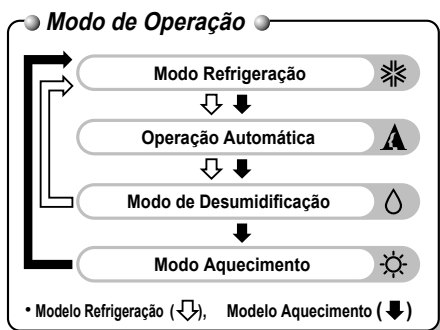 Modo de Operação
Modo Refrigeração
Operação Automática
Modo de Desumidificação
Modo Aquecimento
• Modelo Refrigeração (⇩), Modelo Aquecimento (⬇)